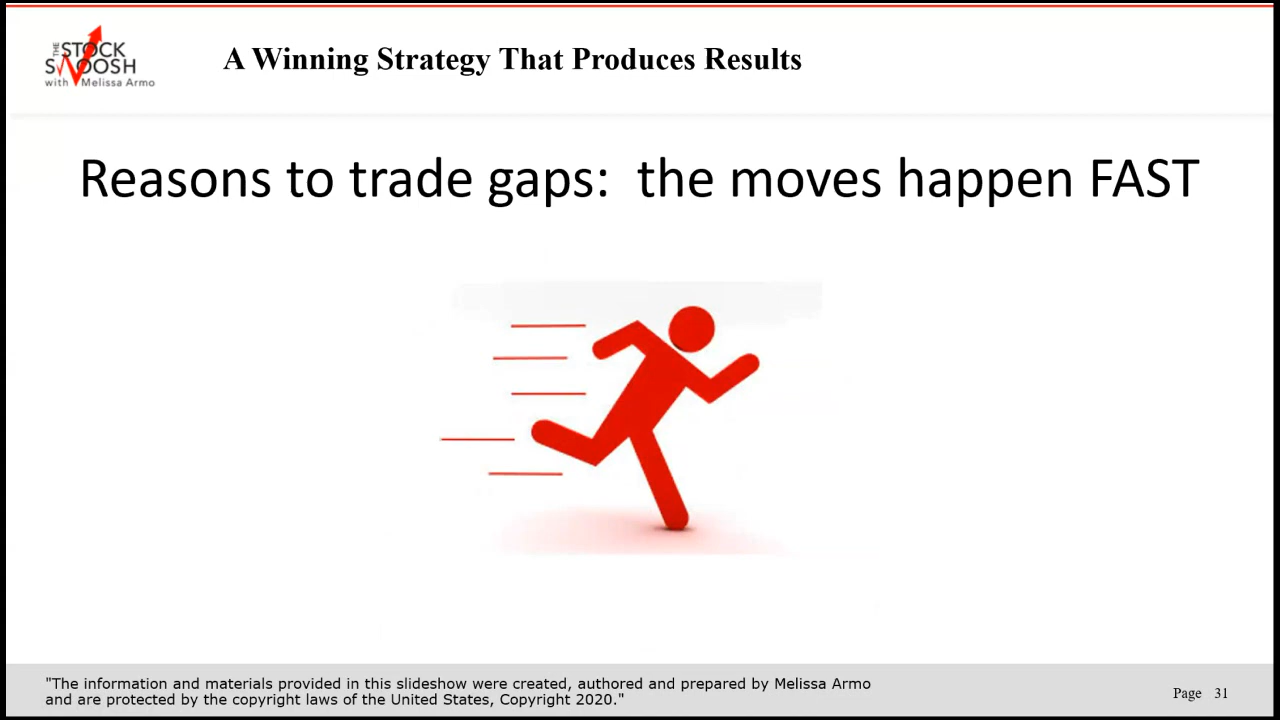 THE STOCK
SWOOSH
with Melissa Armo
A Winning Strategy That Produces Results
Reasons to trade gaps:  the moves happen FAST
"The information and materials provided in this slideshow were created, authored and prepared by Melissa Armo
and are protected by the copyright laws of the United States, Copyright 2020."
Page 31